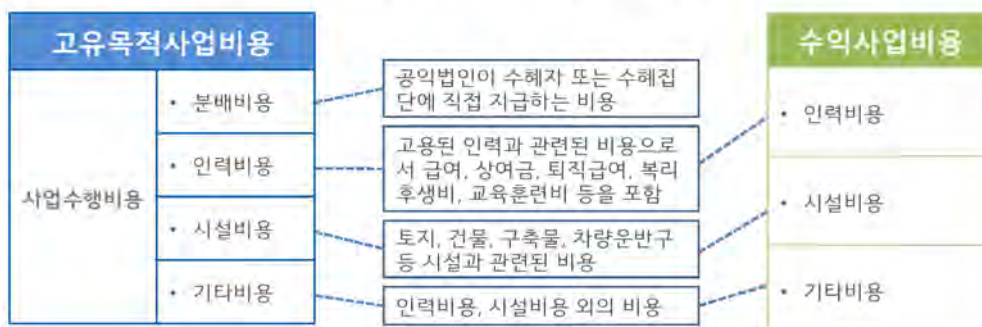 고유목적사업비용
사업수행비용
• 분배비용
• 인력비용
• 시설비용
• 기타비용
공익법인이 수혜자 또는 수혜집
단에 직접 지급하는 비용
고용된 인력과 관련된 비용으로
서 급여, 상여금, 퇴직급여, 복리
후생비, 교육훈련비 등을 포함
토지, 건물, 구축물, 차량운반구
등 시설과 관련된 비용
인력비용, 시설비용 외의 비용
수익사업비용
• 인력비용
• 시설비용
• 기타비용